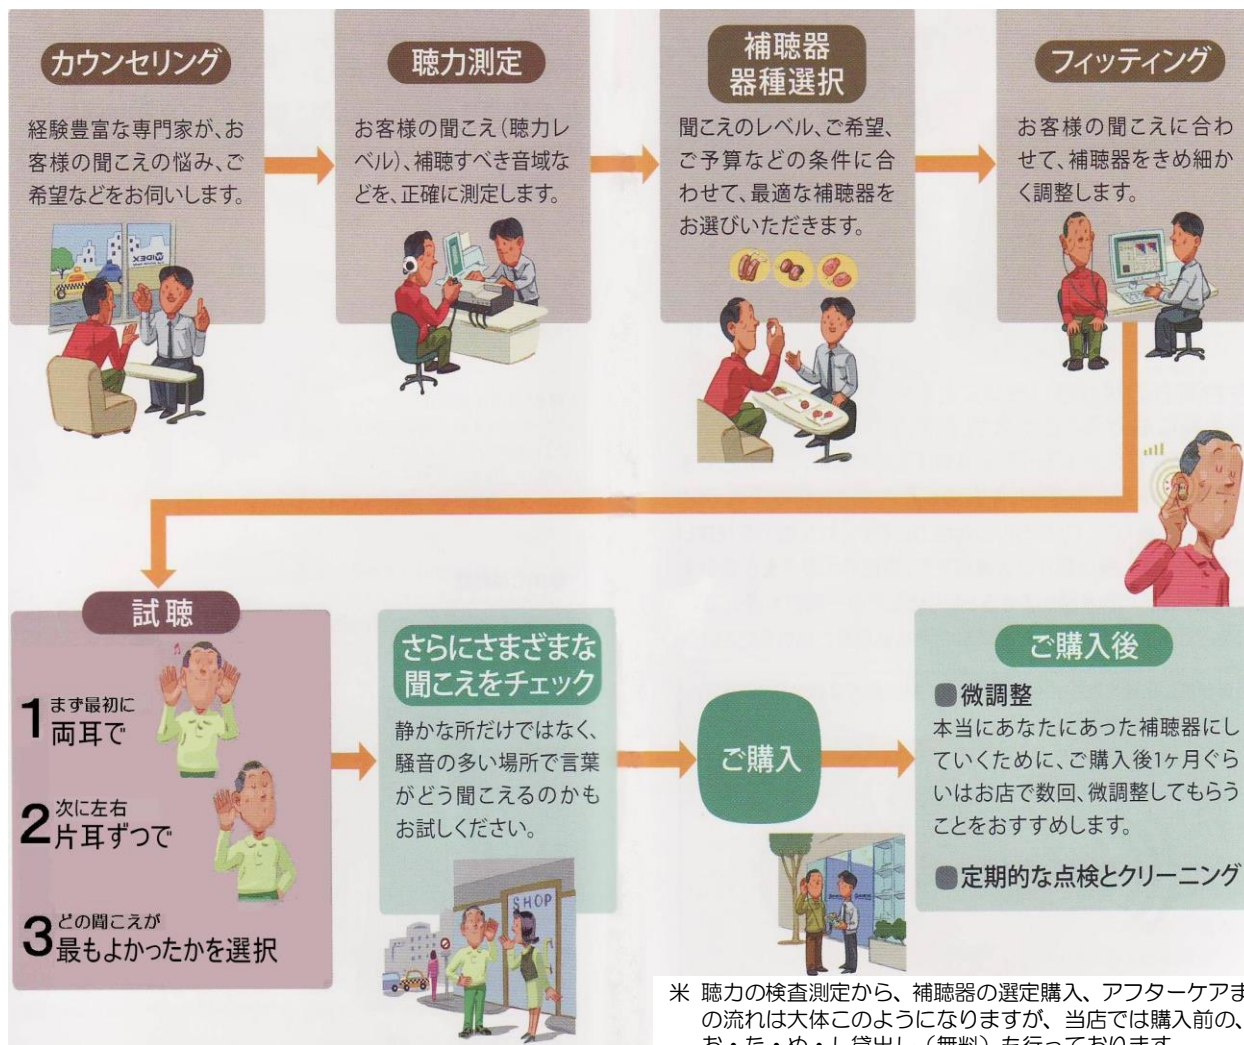 カウンセリング
経験豊富な専門家が、お
客様の聞こえの悩み、ご
希望などをお伺いします。
WIDEX
聴力測定
お客様の聞こえ(聴力レ
ベル)、補聴すべき音域な
どを、正確に測定します。
補聴器
器種選択
聞こえのレベル、ご希望、
ご予算などの条件に合
わせて、最適な補聴器を
お選びいただきます。
フィッティング
お客様の聞こえに合わ
せて、補聴器をきめ細か
く調整します。
試聴
1 まず最初に
両耳で
2 次に左右
片耳ずつで
3 どの聞こえが
最もよかったかを選択
さらにさまざまな
聞こえをチェック
静かな所だけではなく、
騒音の多い場所で言葉
がどう聞こえるのかも
お試しください。
SHOP
ご購入
ご購入後
●微調整
本当にあなたにあった補聴器にし
ていくために、ご購入後1ヶ月ぐら
いはお店で数回、微調整してもらう
ことをおすすめします。
●定期的な点検とクリーニング
米 聴力の検査測定から、補聴器の選定購入、アフターケアま
の流れは大体このようになりますが、当店では購入前の、
お・た・め・し貸出し(無料)も行っております